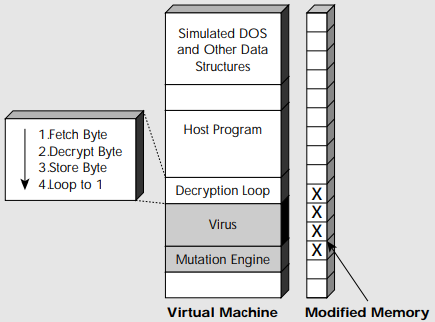 Simulated DOS
and Other Data
Structures
Host Program
1.Fetch Byte
2.Decrypt Byte
3.Store Byte
4.Loop to 1
Decryption Loop
Virus
Mutation Engine
X
X
X
X
Virtual Machine
Modified Memory